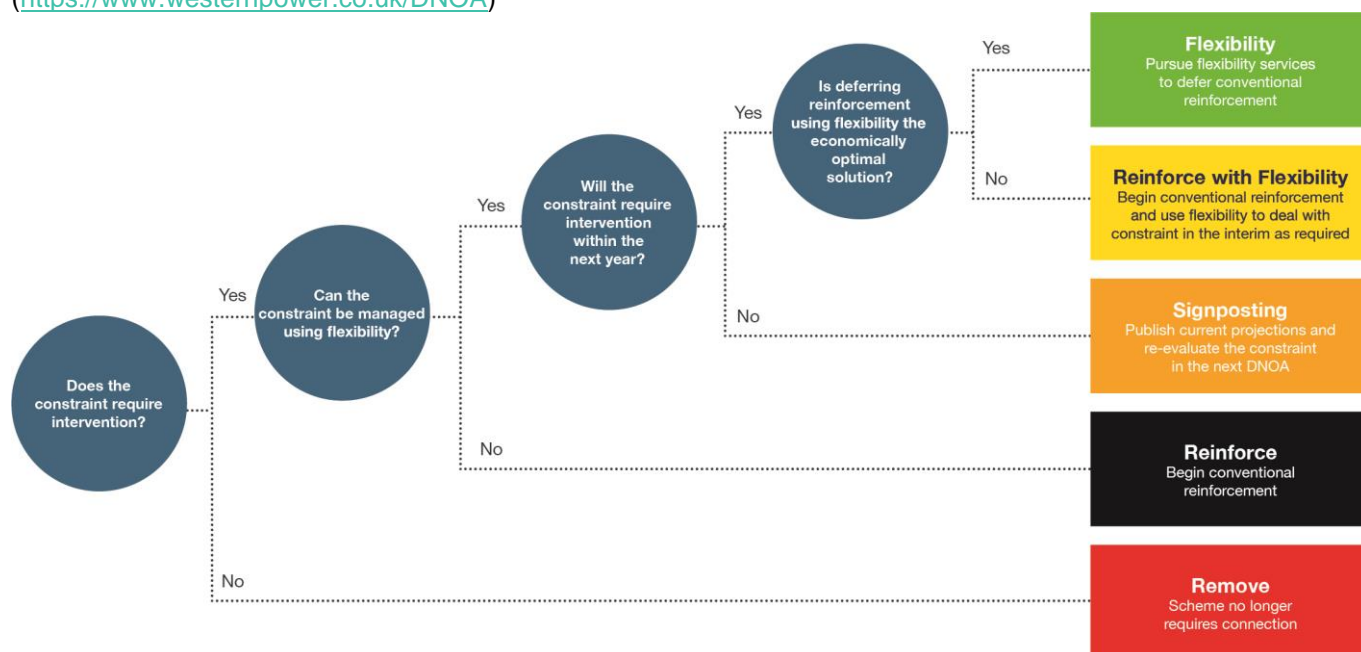 (https://www.westernpower.co.uk/DNOA)
Yes
Flexibility
Pursue flexibility services
to defer conventional
reinforcement
Is deferring
reinforcement
using flexibility the
economically
optimal
solution?
Yes
No
Reinforce with Flexibility
Begin conventional reinforcement
and use flexibility to deal with
constraint in the interim as required
Will the
constraint require
intervention
within the
next year?
Yes
No
Signposting
Publish current projections and
re-evaluate the constraint
in the next DNOA
Can the
constraint be managed
using flexibility?
Yes
No
Reinforce
Begin conventional
reinforcement
Does the
constraint require
intervention?
No
Remove
Scheme no longer
requires connection